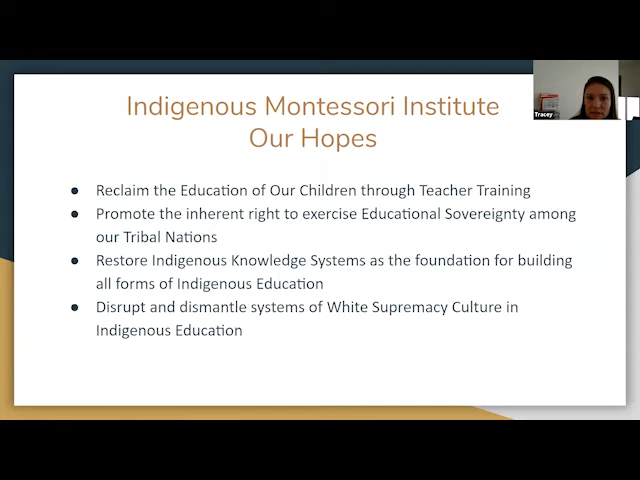 Indigenous Montessori Institute
Our Hopes
Tracey
● Reclaim the Education of Our Children through Teacher Training
● Promote the inherent right to exercise Educational Sovereignty among
our Tribal Nations
● Restore Indigenous Knowledge Systems as the foundation for building
all forms of Indigenous Education
● Disrupt and dismantle systems of White Supremacy Culture in
Indigenous Education